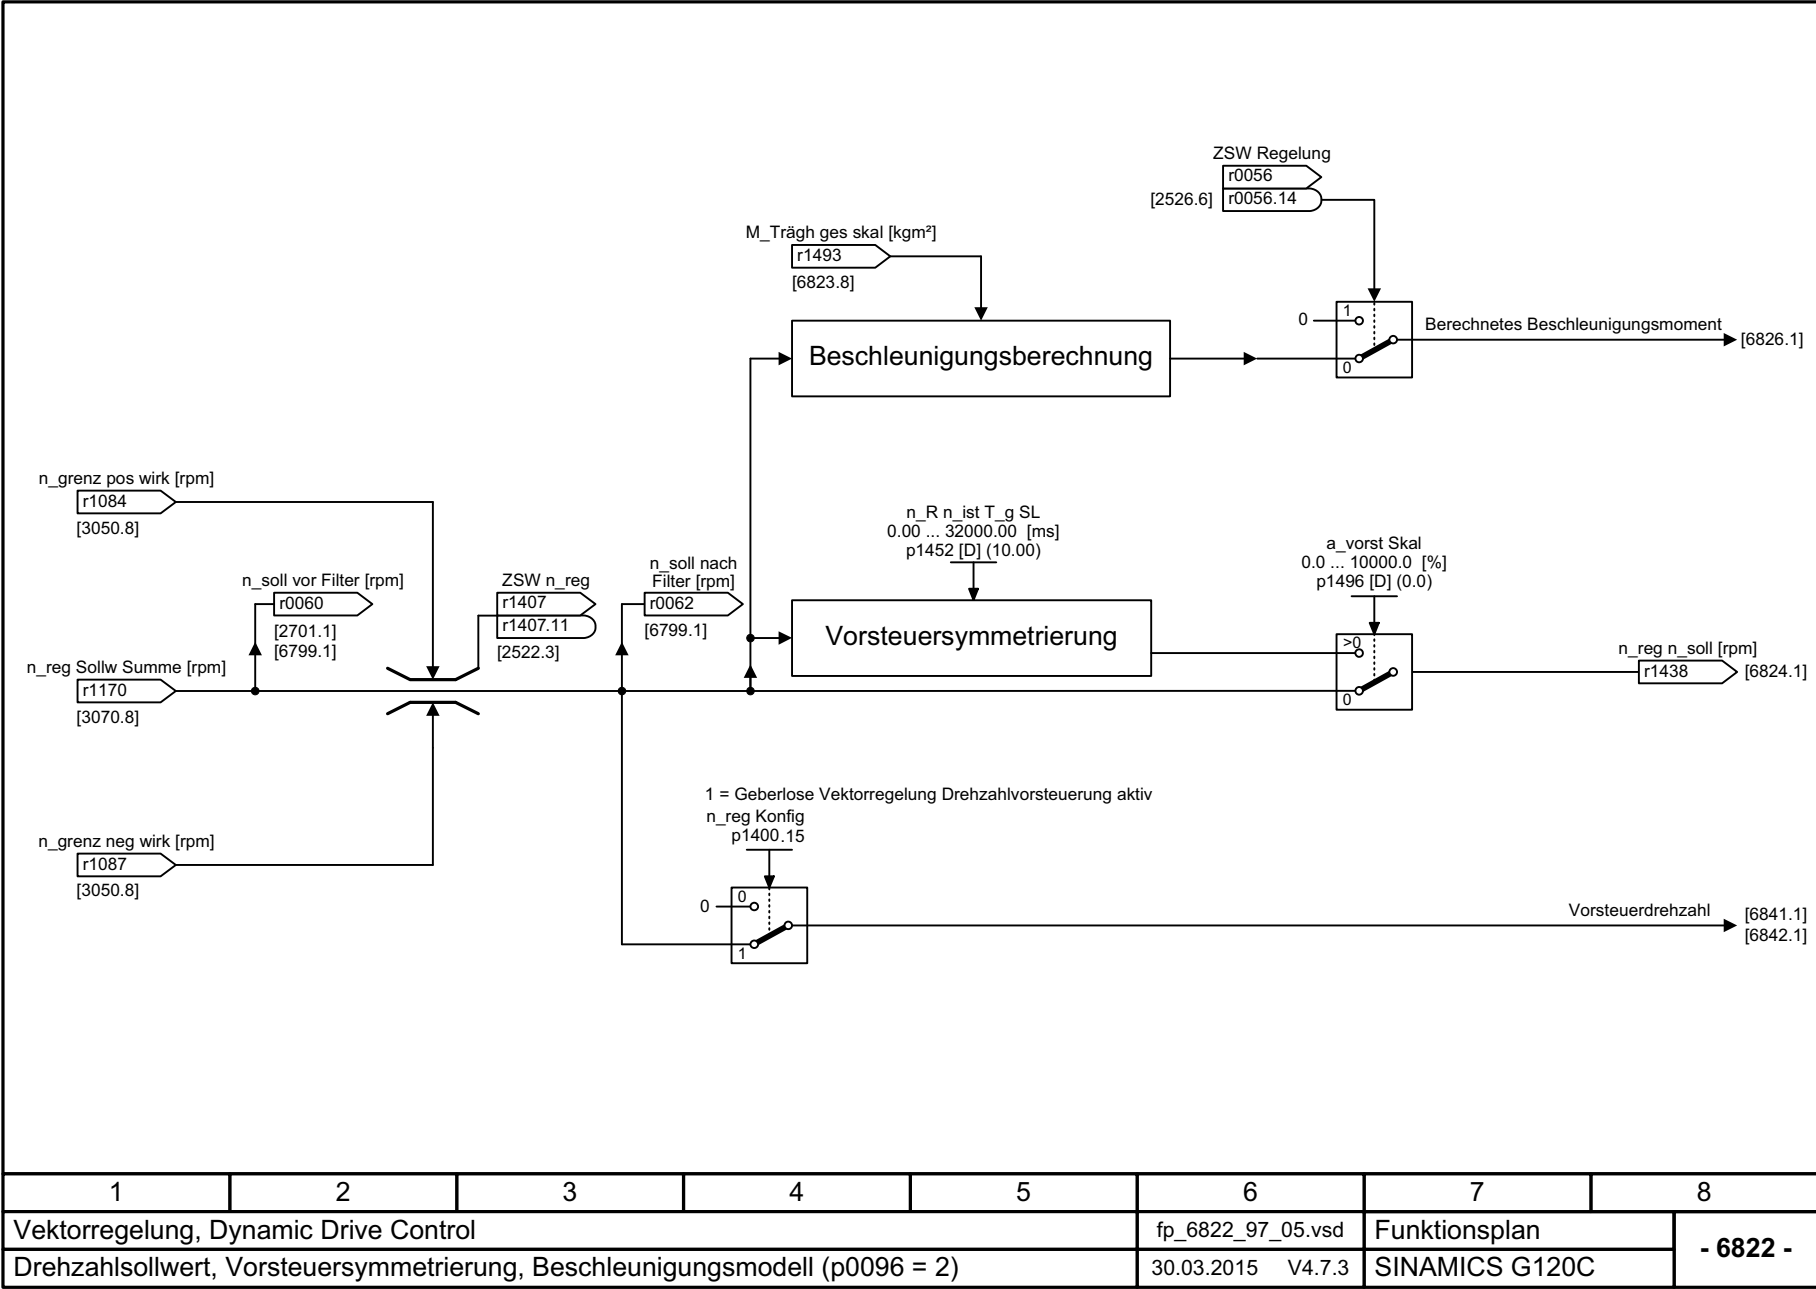 ZSW Regelung
r0056
[2526.6] r0056.14
M_Trägh ges skal [kgm²]
r1493
[6823.8]
1
0
0
Beschleunigungsberechnung
Berechnetes Beschleunigungsmoment
[6826.1]
n_grenz pos wirk [rpm]
r1084
[3050.8]
n_R n_ist T_g SL
0.00 ... 32000.00 [ms]
p1452 [D] (10.00)
a_vorst Skal
0.0 ... 10000.0 [%]
p1496 [D] (0.0)
n_soll vor Filter [rpm]
r0060
[2701.1]
[6799.1]
ZSW n_reg
r1407
r1407.11
[2522.3]
n_soll nach
Filter [rpm]
r0062
[6799.1]
Vorsteuersymmetrierung
>0
0
n_reg n_soll [rpm]
r1438 [6824.1]
n_reg Sollw Summe [rpm]
r1170
[3070.8]
1 = Geberlose Vektorregelung Drehzahlvorsteuerung aktiv
n_reg Konfig
p1400.15
n_grenz neg wirk [rpm]
r1087
[3050.8]
0
0
1
Vorsteuerdrehzahl
[6841.1]
[6842.1]
1 2 3 4 5 6 7 8
Vektorregelung, Dynamic Drive Control
fp_6822_97_05.vsd
Funktionsplan
- 6822 -
Drehzahlsollwert, Vorsteuersymmetrierung, Beschleunigungsmodell (p0096 = 2)
30.03.2015 V4.7.3
SINAMICS G120C